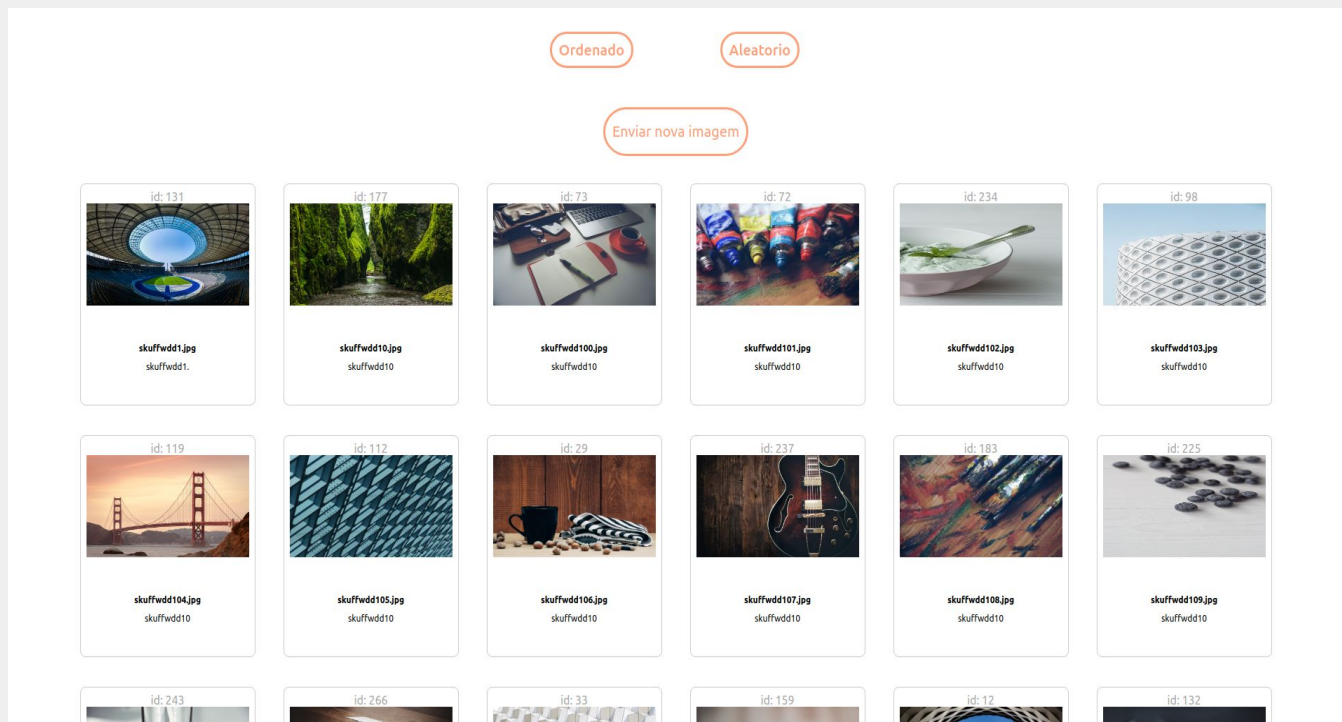 Ordenado Aleatorio
Enviar nova imagem
id: 131 id: 177 id: 73 id: 72 id: 234 id: 98
skuffwdd1.jpg skuffwdd10.jpg skuffwdd100.jpg skuffwdd101.jpg skuffwdd102.jpg skuffwdd103.jpg
skuffwdd1. skuffwdd10 skuffwdd10 skuffwdd10 skuffwdd10 skuffwdd10
id: 119 id: 112 id: 29 id: 237 id: 183 id: 225
skuffwdd104.jpg skuffwdd105.jpg skuffwdd106.jpg skuffwdd107.jpg skuffwdd108.jpg skuffwdd109.jpg
skuffwdd10 skuffwdd10 skuffwdd10 skuffwdd10 skuffwdd10 skuffwdd10
id: 243 id: 266 id: 33 id: 159 id: 12 id: 132